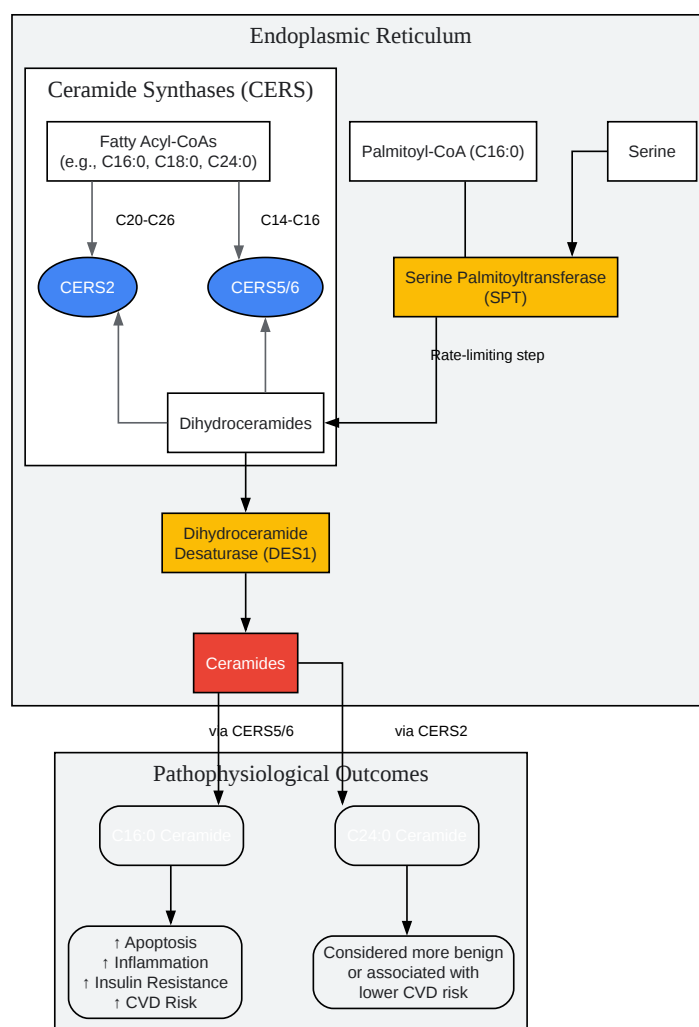 Endoplasmic Reticulum
Ceramide Synthases (CERS)
Fatty Acyl-CoAs
(e.g., C16:0, C18:0, C24:0)
Palmitoyl-CoA (C16:0)
Serine
C20-C26
C14-C16
CERS2
CERS5/6
Serine Palmitoyltransferase
(SPT)
Rate-limiting step
Dihydroceramides
Dihydroceramide
Desaturase (DES1)
Ceramides
via CERS5/6
via CERS2
Pathophysiological Outcomes
C16:0 Ceramide
C24:0 Ceramide
↑ Apoptosis
↑ Inflammation
↑ Insulin Resistance
↑ CVD Risk
Considered more benign
or associated with
lower CVD risk